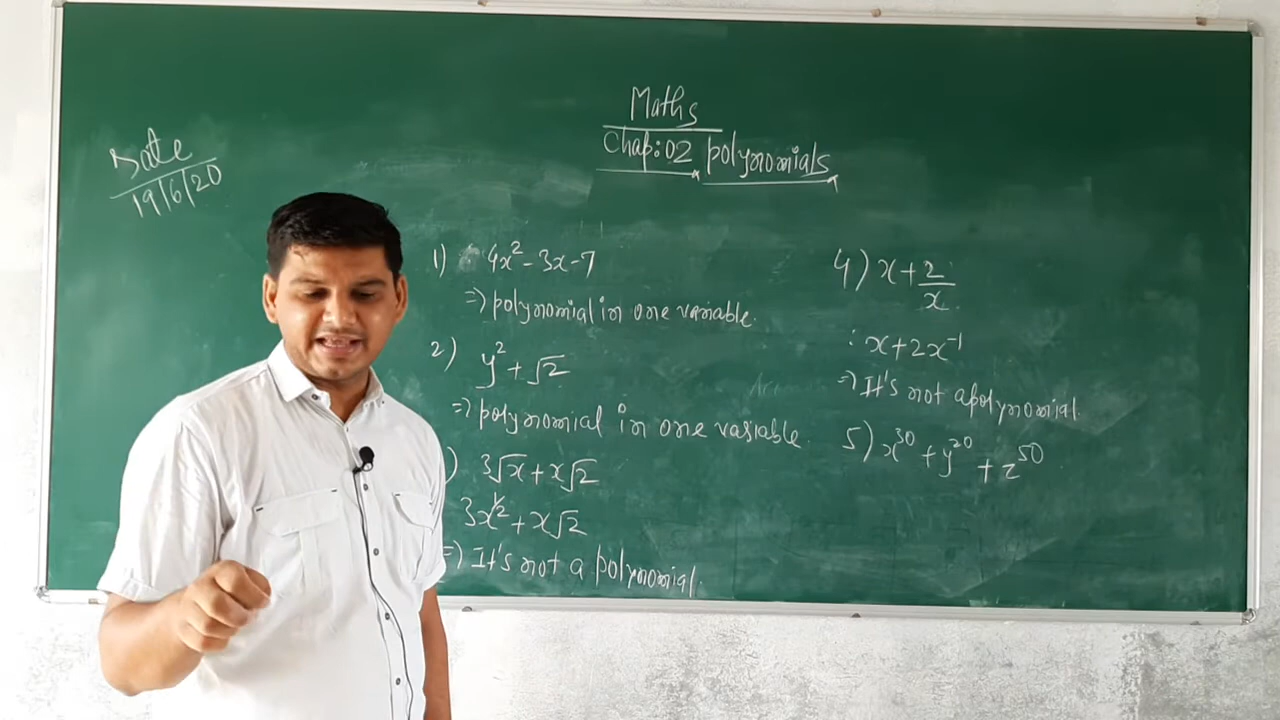 Maths
Chap:02 polynomials
Date
19/6/20
1) 4x² - 3x - 7
=) polynomial in one variable.
2) y² + √2
=) polynomial in one variable.
) 3√x + x√2
3x^1/2 + x√2
=) It's not a polynomial.
4) x + 2/x
: x + 2x⁻¹
=) It's not a polynomial.
5) x³⁰ + y²⁰ + z⁵⁰